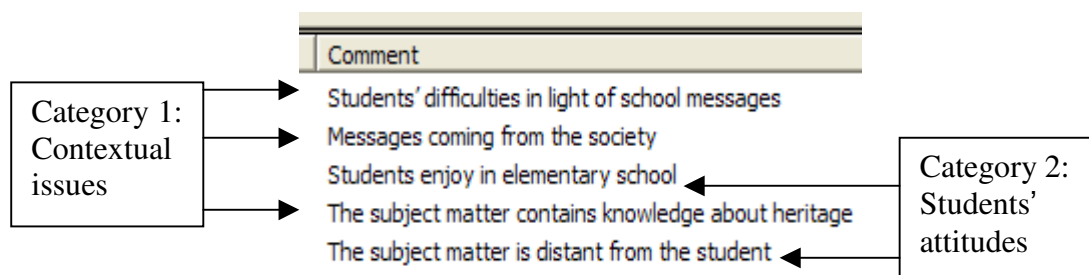 Comment
Category 1:
Contextual
issues
Students' difficulties in light of school messages
Messages coming from the society
Students enjoy in elementary school
The subject matter contains knowledge about heritage
The subject matter is distant from the student
Category 2:
Students'
attitudes